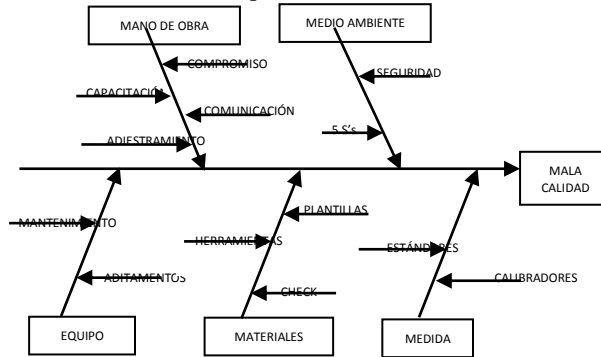 MANO DE OBRA
MEDIO AMBIENTE
COMPROMISO
SEGURIDAD
CAPACITACIÓN
COMUNICACIÓN
5 S's
ADIESTRAMIENTO
MALA
CALIDAD
PLANTILLAS
MANTENIMIENTO
HERRAMIENTAS
ESTÁNDARES
ADITAMENTOS
CALIBRADORES
CHECK
EQUIPO
MATERIALES
MEDIDA